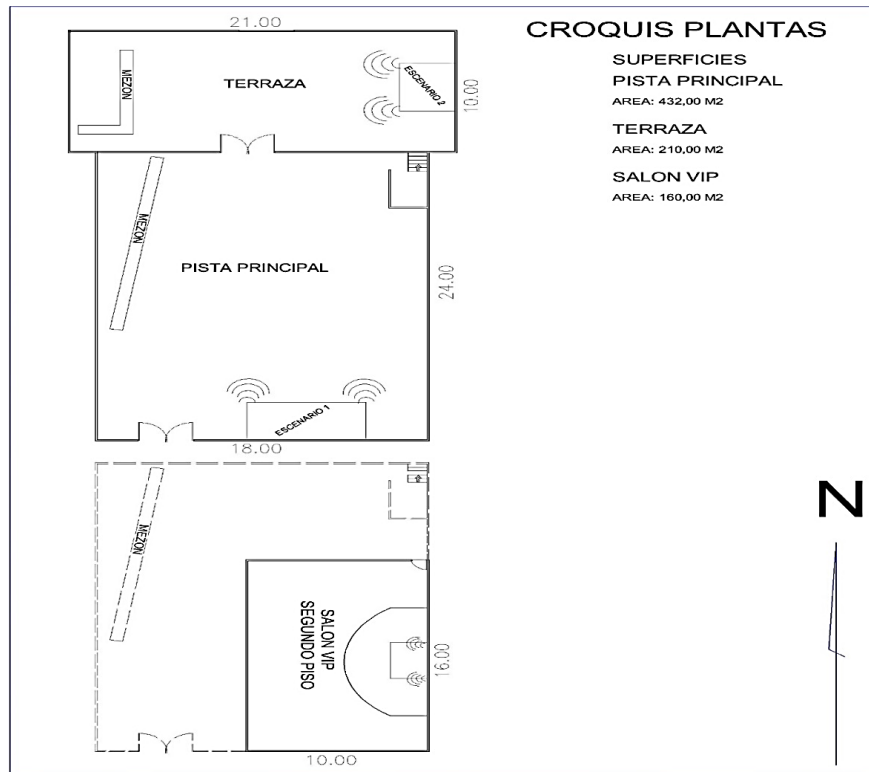 CROQUIS PLANTAS
SUPERFICIES
PISTA PRINCIPAL
AREA: 432,00 M2
TERRAZA
AREA: 210,00 M2
SALON VIP
AREA: 160,00 M2
21.00
MEZON
TERRAZA
ESCENARIO 2
10.00
MEZON
PISTA PRINCIPAL
24.00
ESCENARIO 1
18.00
N
MEZON
SALON VIP
SEGUNDO PISO
16.00
10.00